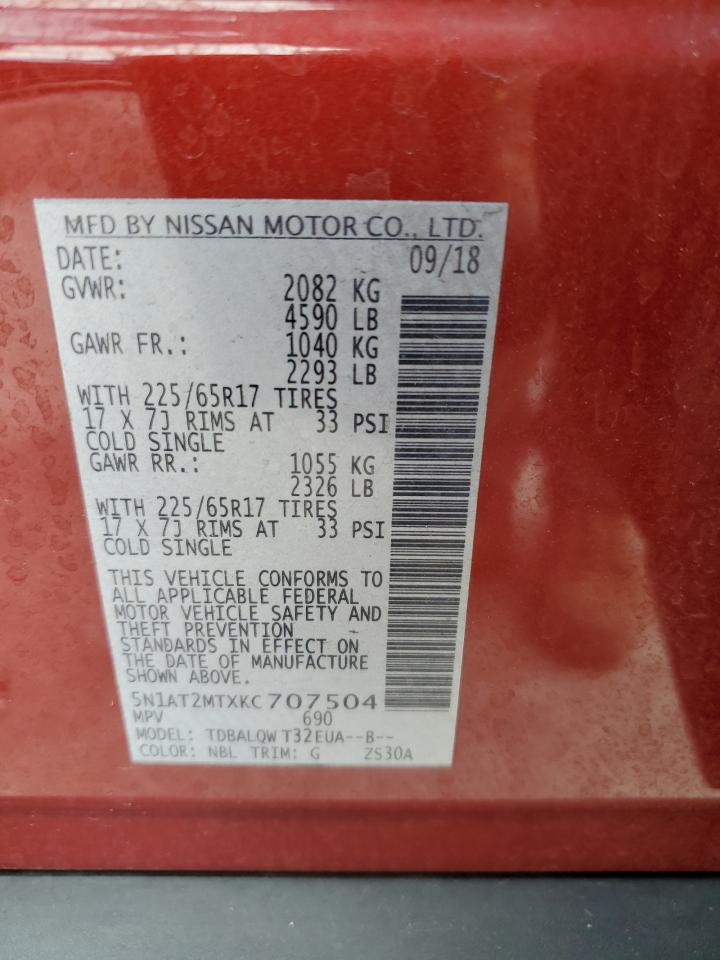 MFD BY NISSAN MOTOR CO., LTD.
DATE: 09/18
GVWR: 2082 KG
4590 LB
GAWR FR.: 1040 KG
2293 LB
WITH 225/65R17 TIRES
17 X 7J RIMS AT 33 PSI
COLD SINGLE
GAWR RR.: 1055 KG
2326 LB
WITH 225/65R17 TIRES
17 X 7J RIMS AT 33 PSI
COLD SINGLE
THIS VEHICLE CONFORMS TO
ALL APPLICABLE FEDERAL
MOTOR VEHICLE SAFETY AND
THEFT PREVENTION
STANDARDS IN EFFECT ON
THE DATE OF MANUFACTURE
SHOWN ABOVE.
5N1AT2MTXKC707504
MPV 690
MODEL: TDBALQW T32EUA--B--
COLOR: NBL TRIM: G ZS30A